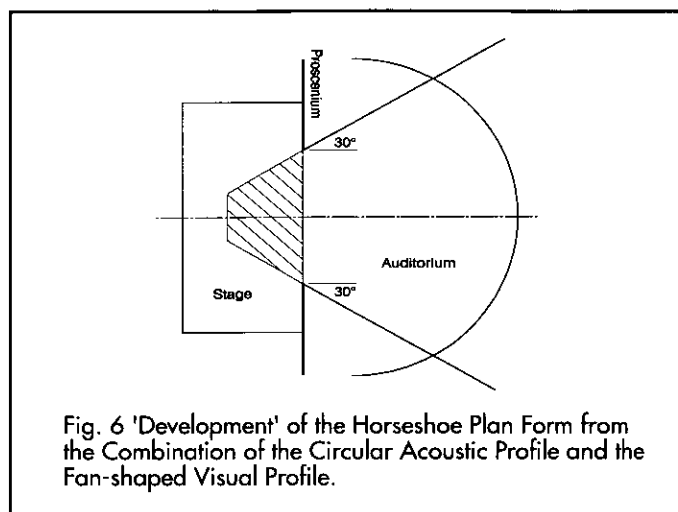 Proscenium
30°
Auditorium
Stage
30°
Fig. 6 'Development' of the Horseshoe Plan Form from
the Combination of the Circular Acoustic Profile and the
Fan-shaped Visual Profile.